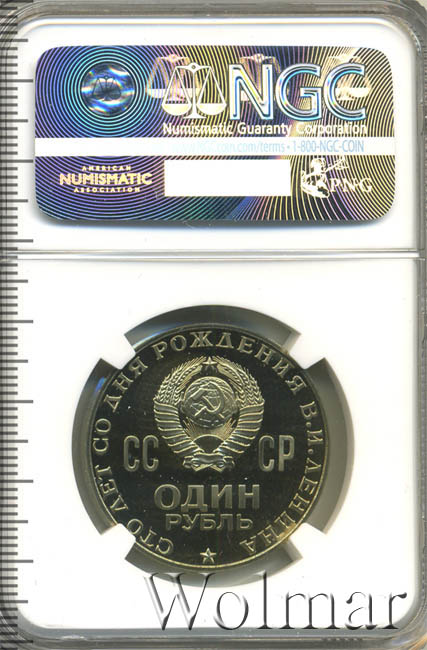 NGC
Numismatic Guaranty Corporation
www.NGCcoin.com/terms • 1-800-NGC-COIN
AMERICAN
NUMISMATIC
ASSOCIATION
PNG
СТО ЛЕТ СО ДНЯ РОЖДЕНИЯ В.И.ЛЕНИНА
СС СР
ОДИН
РУБЛЬ
Wolmar